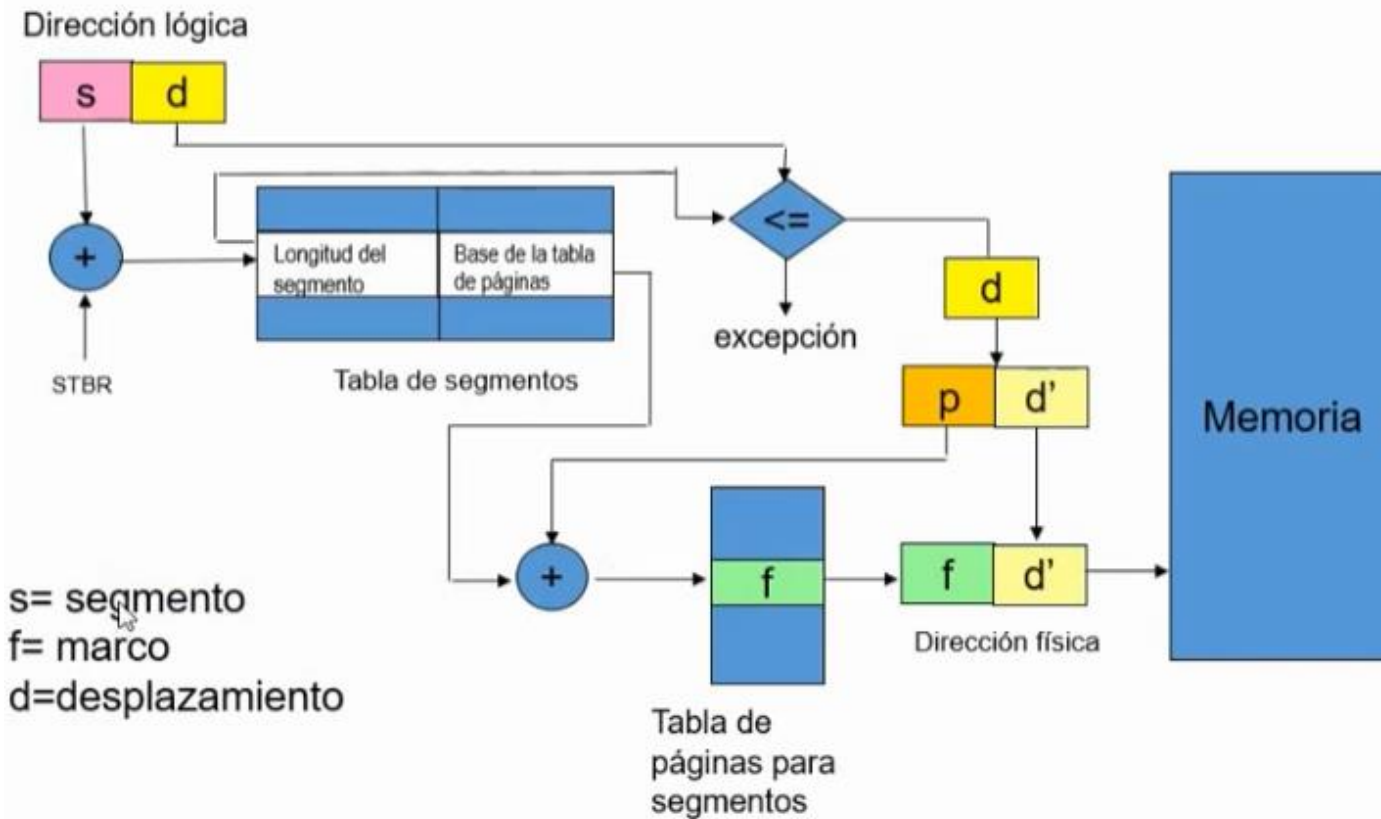 Dirección lógica
s d
+
STBR
Longitud del
segmento
Base de la tabla
de páginas
Tabla de segmentos
<=
excepción
d
p d'
Memoria
+
f
f d'
Dirección física
Tabla de
páginas para
segmentos
s= segmento
f= marco
d=desplazamiento